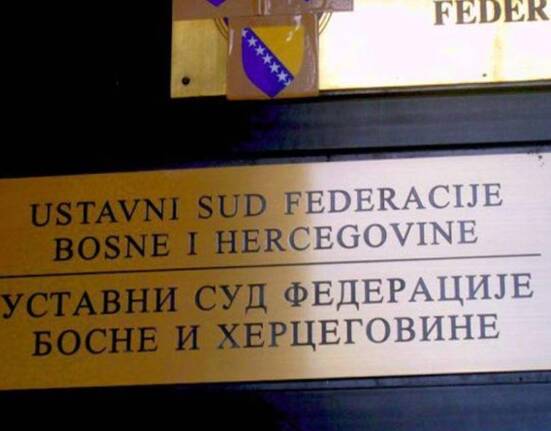 FEDER
USTAVNI SUD FEDERACIJE
BOSNE I HERCEGOVINE
УСТАВНИ СУД ФЕДЕРАЦИЈЕ
БОСНЕ И ХЕРЦЕГОВИНЕ